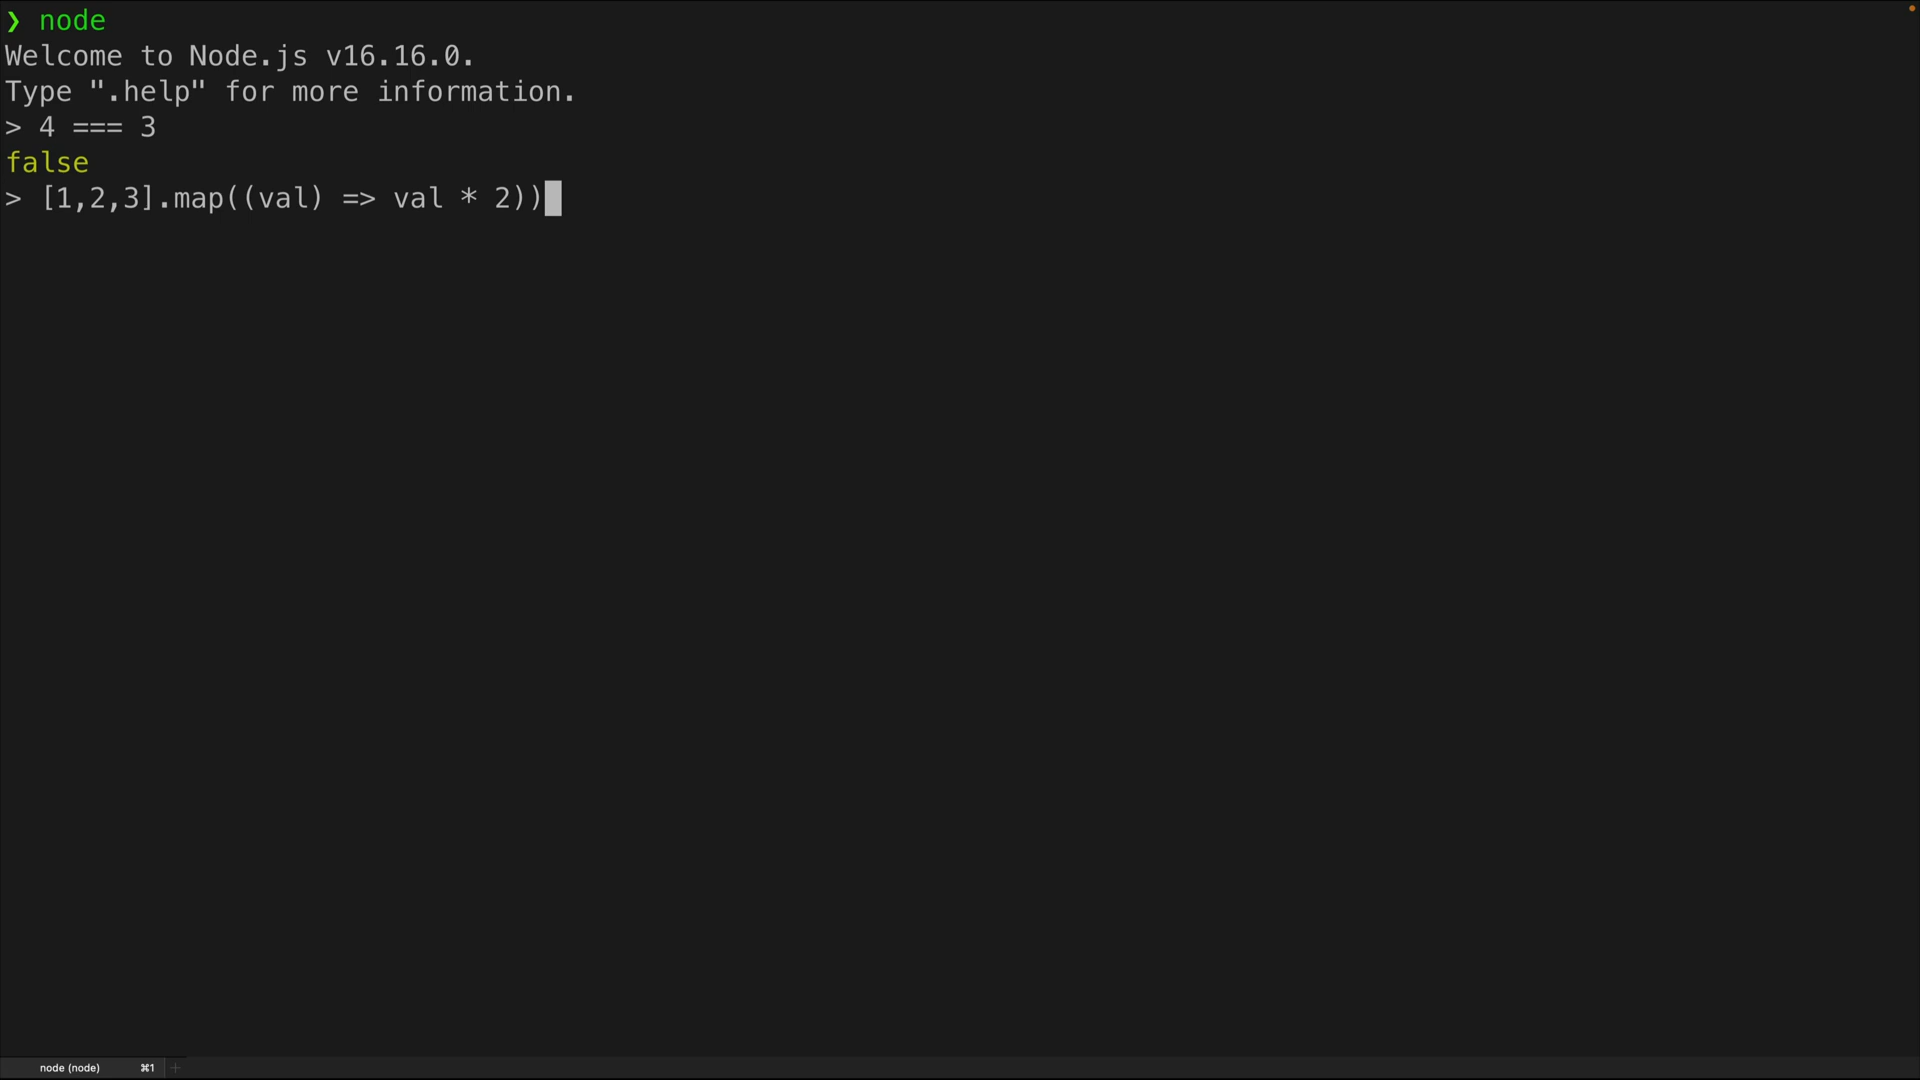 ❯ node
Welcome to Node.js v16.16.0.
Type ".help" for more information.
> 4 === 3
false
> [1,2,3].map((val) => val * 2))
node (node) ⌘1 +